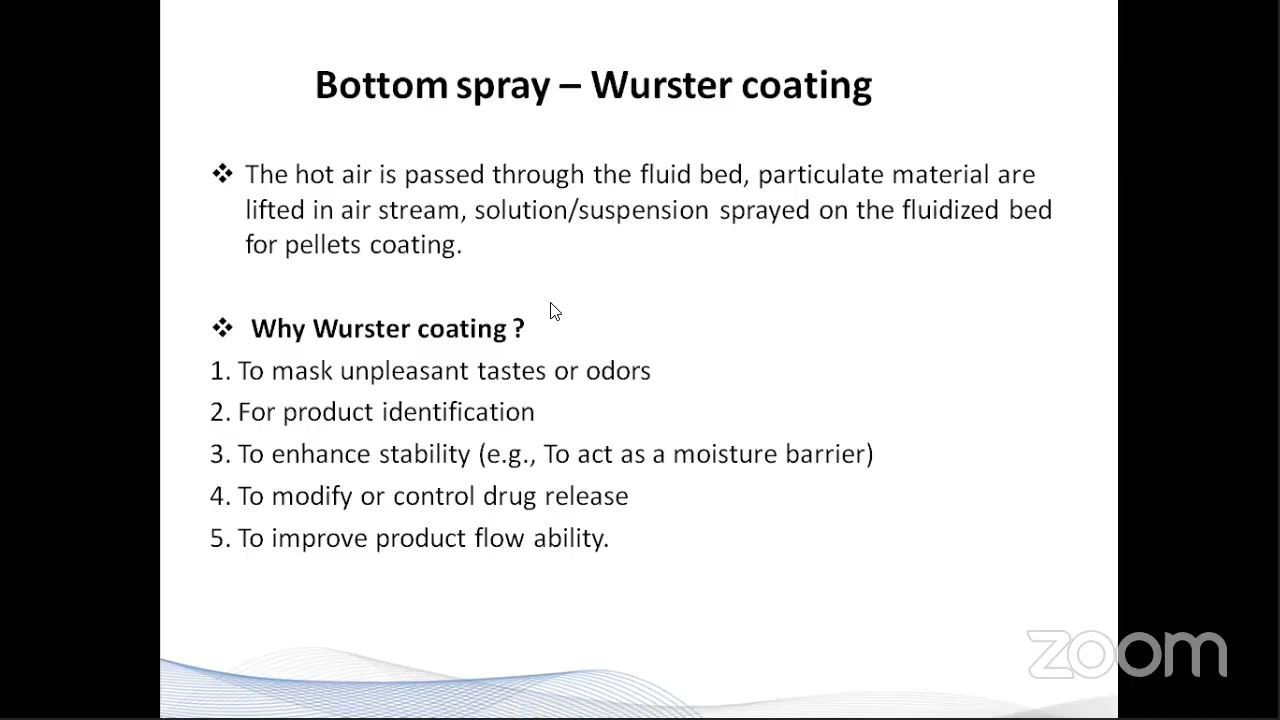 Bottom spray – Wurster coating
❖ The hot air is passed through the fluid bed, particulate material are
lifted in air stream, solution/suspension sprayed on the fluidized bed
for pellets coating.
❖ Why Wurster coating ?
1. To mask unpleasant tastes or odors
2. For product identification
3. To enhance stability (e.g., To act as a moisture barrier)
4. To modify or control drug release
5. To improve product flow ability.
zoom